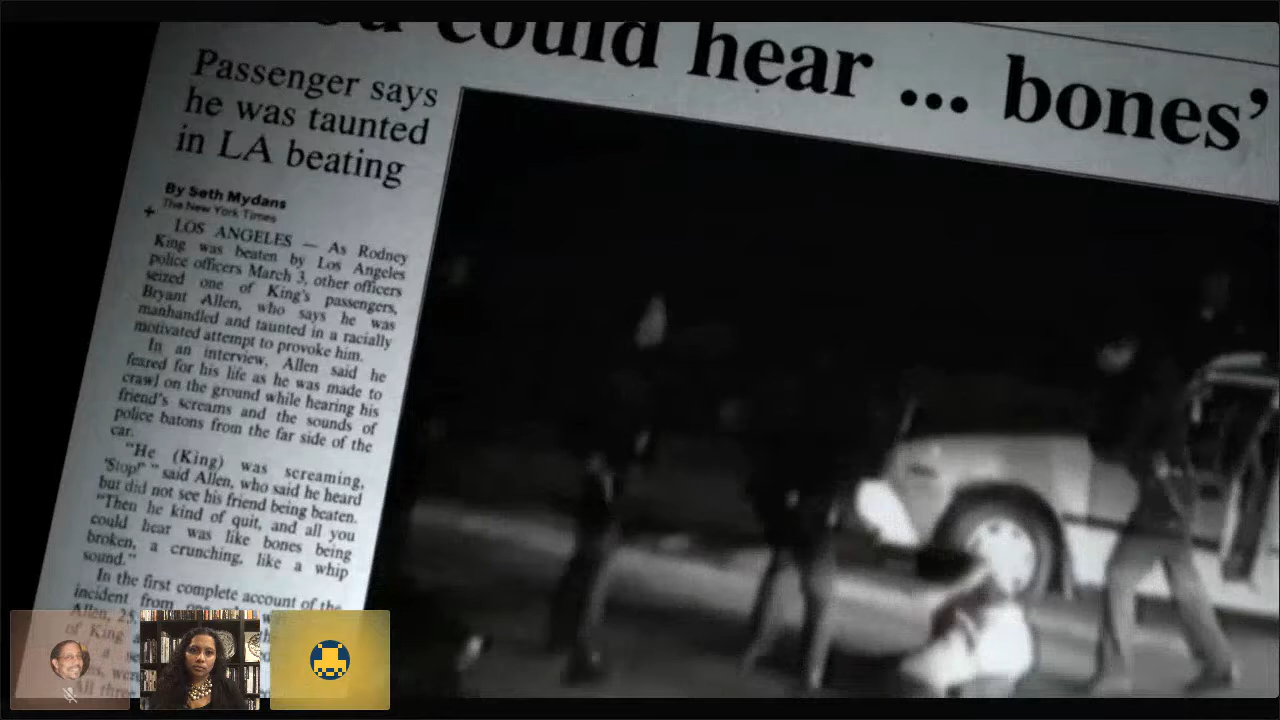 could hear ... bones’
Passenger says
he was taunted
in LA beating
By Seth Mydans
The New York Times
LOS ANGELES — As Rodney
King was beaten by Los Angeles
police officers March 3, other officers
seized one of King's passengers,
Bryant Allen, who says he was
manhandled and taunted in a racially
motivated attempt to provoke him.
In an interview, Allen said he
feared for his life as he was made to
crawl on the ground while hearing his
friend's screams and the sounds of
police batons from the far side of the
car.
"He (King) was screaming,
'Stop!' " said Allen, who said he heard
but did not see his friend being beaten.
"Then he kind of quit, and all you
could hear was like bones being
broken, a crunching, like a whip
sound."
In the first complete account of the
incident from
Allen, 25,
of King